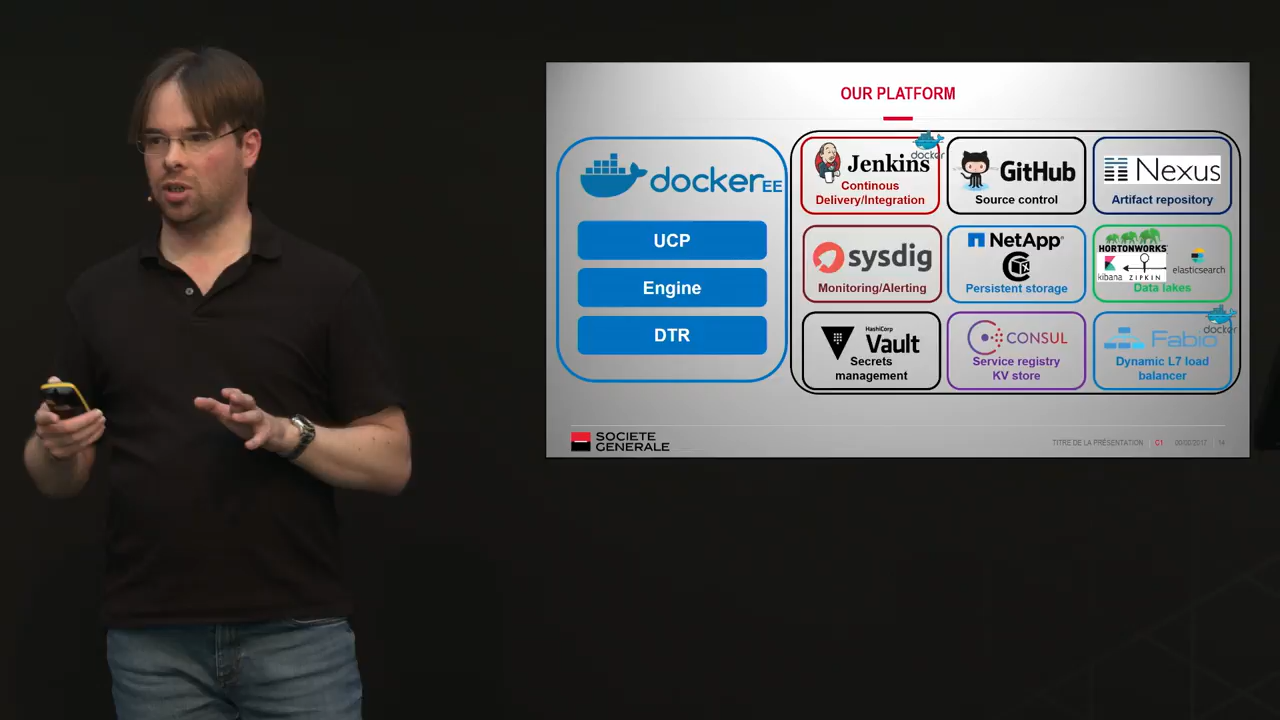 OUR PLATFORM
docker EE
UCP
Engine
DTR
Jenkins
docker
Continous
Delivery/Integration
GitHub
Source control
Nexus
Artifact repository
sysdig
Monitoring/Alerting
NetApp
Persistent storage
HORTONWORKS
kibana
ZIPKIN
elasticsearch
Data lakes
HashiCorp
Vault
Secrets
management
CONSUL
Service registry
KV store
docker
Fabio
Dynamic L7 load
balancer
SOCIETE
GENERALE
TITRE DE LA PRÉSENTATION
C1
14